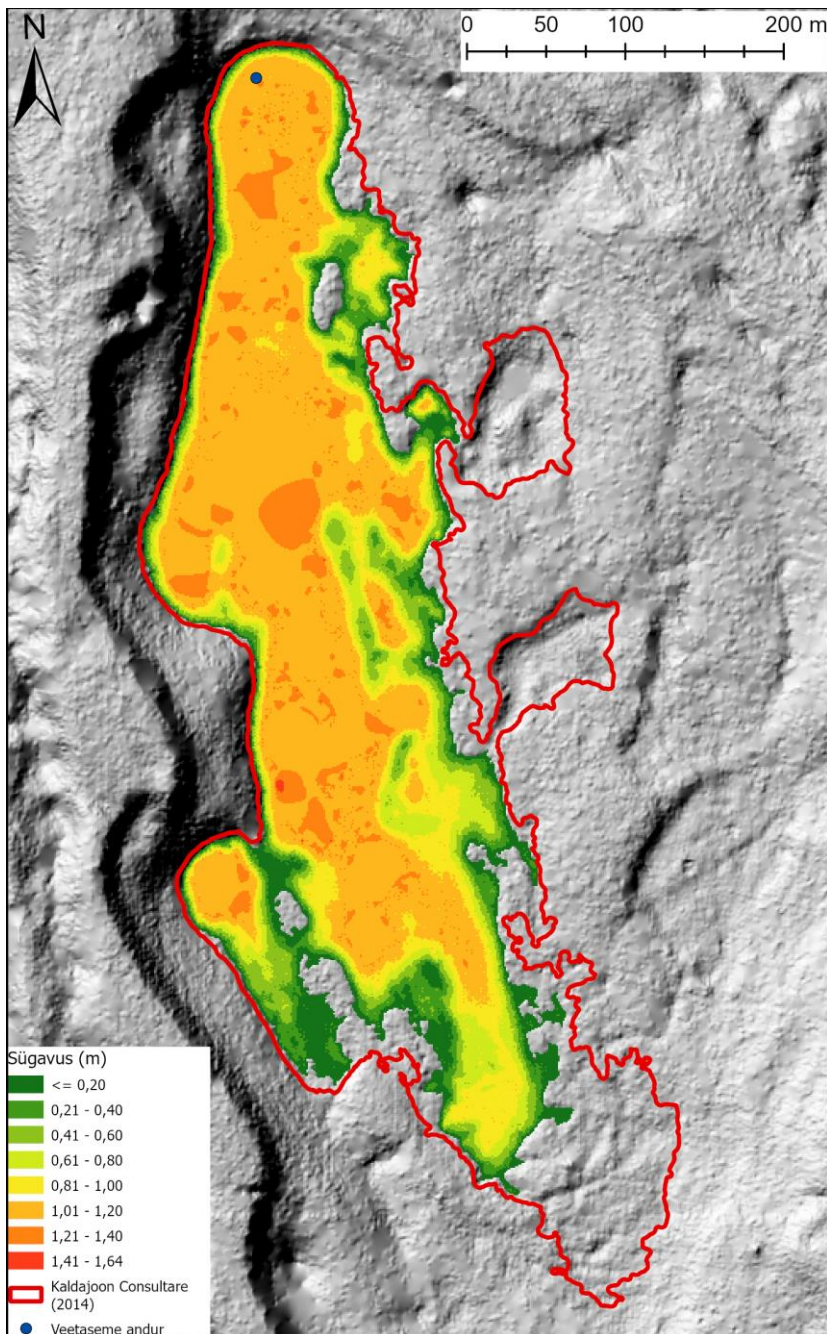 N
0 50 100 200 m
Sügavus (m)
<= 0,20
0,21 - 0,40
0,41 - 0,60
0,61 - 0,80
0,81 - 1,00
1,01 - 1,20
1,21 - 1,40
1,41 - 1,64
Kaldajoon Consultare
(2014)
Veetaseme andur